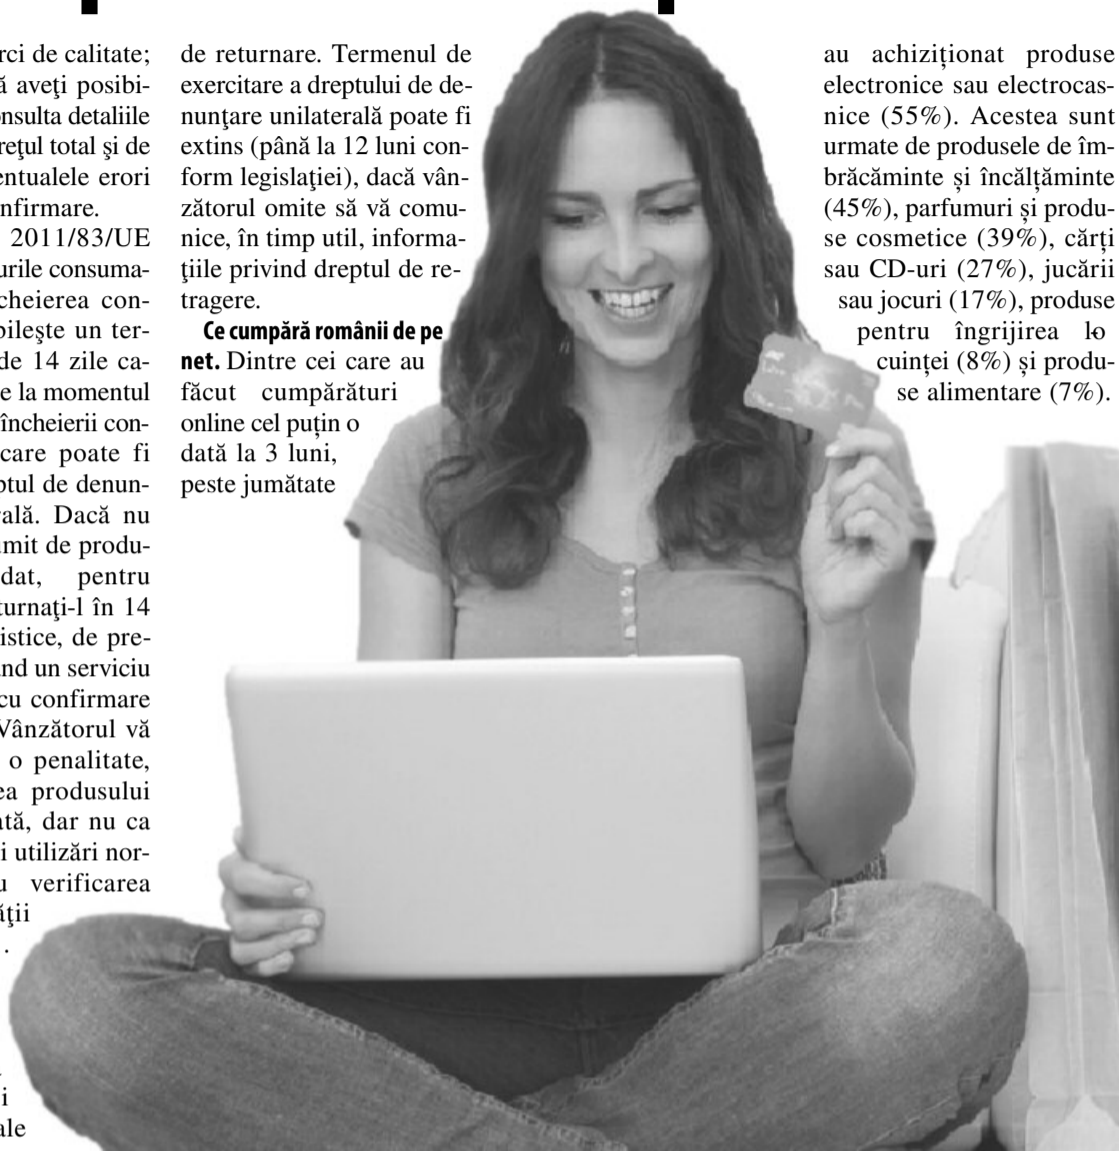 rci de calitate;
ă aveţi posibi-
nsulta detaliile
reţul total şi de
entualele erori
nfirmare.
2011/83/UE
urile consuma-
cheierea con-
bileşte un ter-
de 14 zile ca-
e la momentul
încheierii con-
care poate fi
ptul de denun-
rală. Dacă nu
umit de produ-
dat, pentru
turnaţi-l în 14
istice, de pre-
ând un serviciu
cu confirmare
Vânzătorul vă
o penalitate,
ea produsului
ată, dar nu ca
i utilizări nor-
u verificarea
ăţii
.
i
ale
de returnare. Termenul de
exercitare a dreptului de de-
nunţare unilaterală poate fi
extins (până la 12 luni con-
form legislaţiei), dacă vân-
zătorul omite să vă comu-
nice, în timp util, informa-
ţiile privind dreptul de re-
tragere.
Ce cumpără românii de pe
net. Dintre cei care au
făcut cumpărături
online cel puțin o
dată la 3 luni,
peste jumătate
au achiziționat produse
electronice sau electrocas-
nice (55%). Acestea sunt
urmate de produsele de îm-
brăcăminte și încălțăminte
(45%), parfumuri și produ-
se cosmetice (39%), cărți
sau CD-uri (27%), jucării
sau jocuri (17%), produse
pentru îngrijirea lo
cuinței (8%) și produ-
se alimentare (7%).